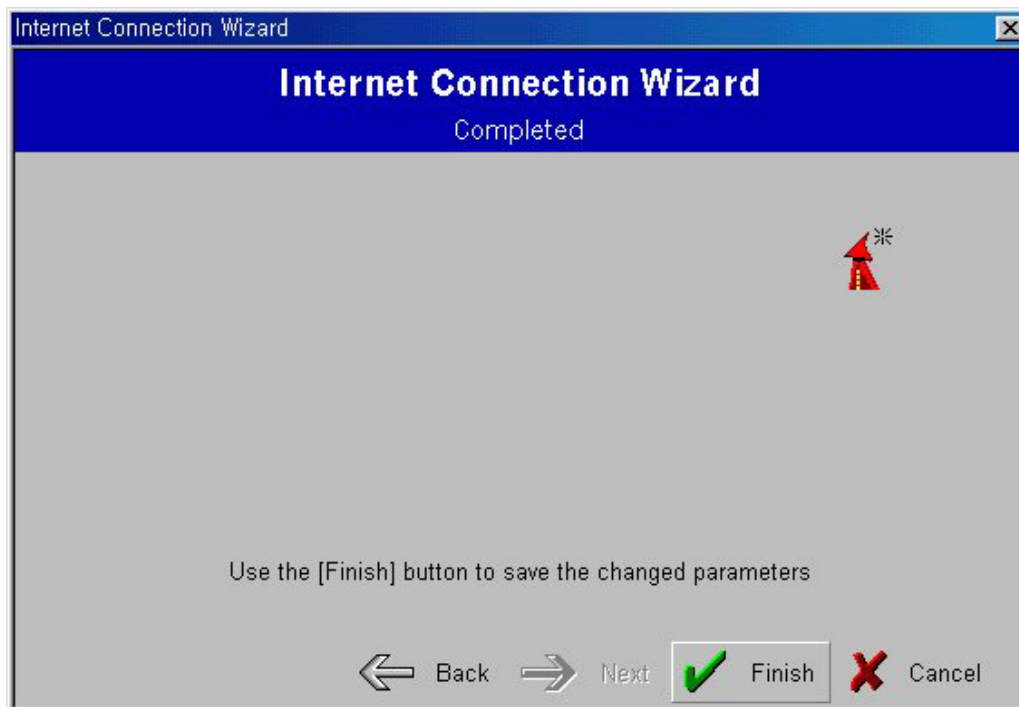 Internet Connection Wizard
Internet Connection Wizard
Completed
Use the [Finish] button to save the changed parameters
Back Next Finish Cancel